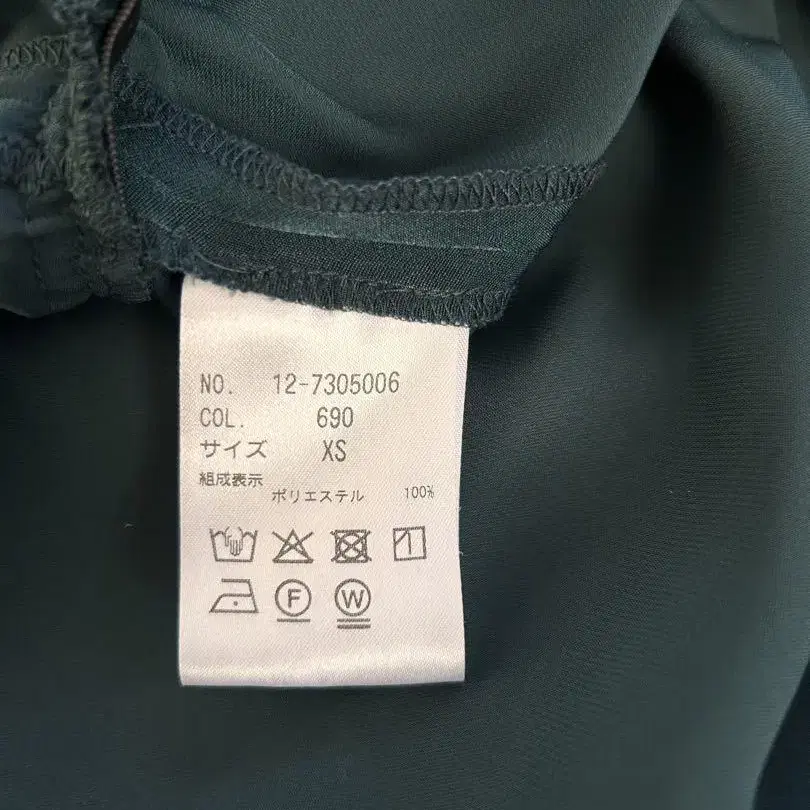 NO. 12-7305006
COL. 690
サイズ XS
組成表示
ポリエステル 100%
F W